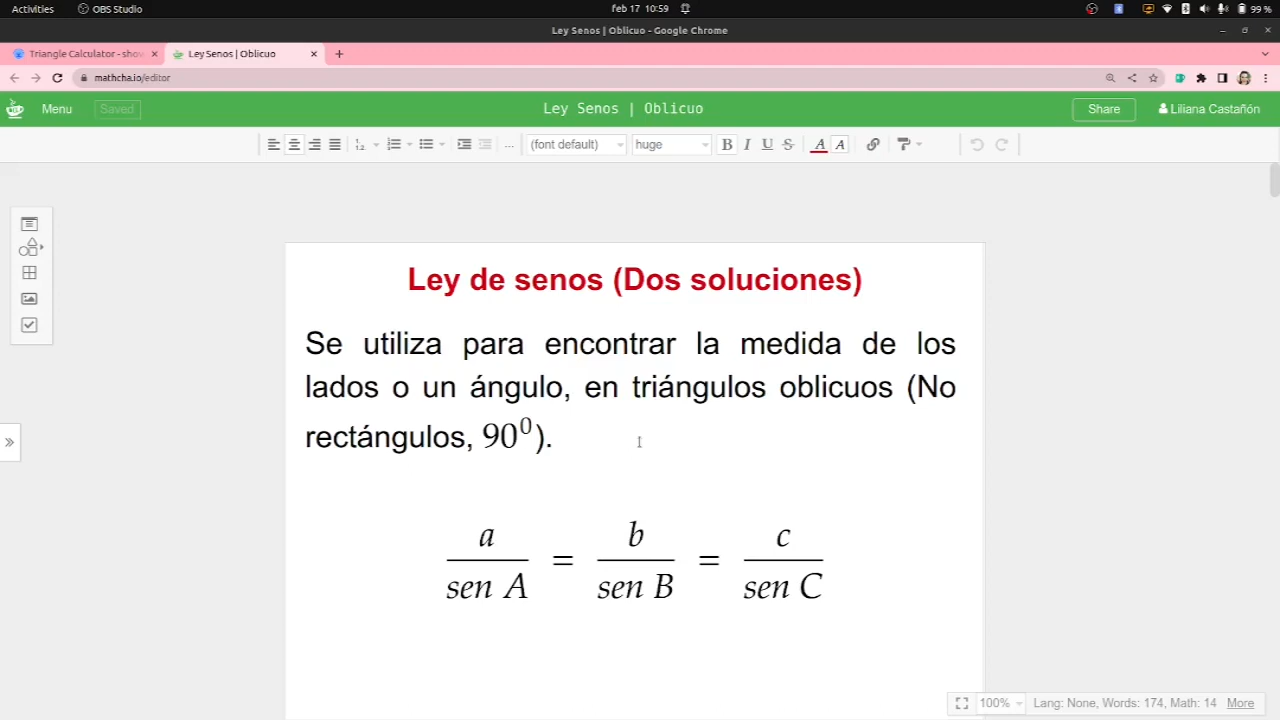 Activities OBS Studio feb 17 10:59 99 %
Ley Senos | Oblicuo - Google Chrome
Triangle Calculator - show × Ley Senos | Oblicuo × +
mathcha.io/editor
Menu Saved Ley Senos | Oblicuo Share Liliana Castañón
(font default) huge B I U S A A
Ley de senos (Dos soluciones)
Se utiliza para encontrar la medida de los
lados o un ángulo, en triángulos oblicuos (No
rectángulos, 90⁰).
a/sen A = b/sen B = c/sen C
100% Lang: None, Words: 174, Math: 14 More